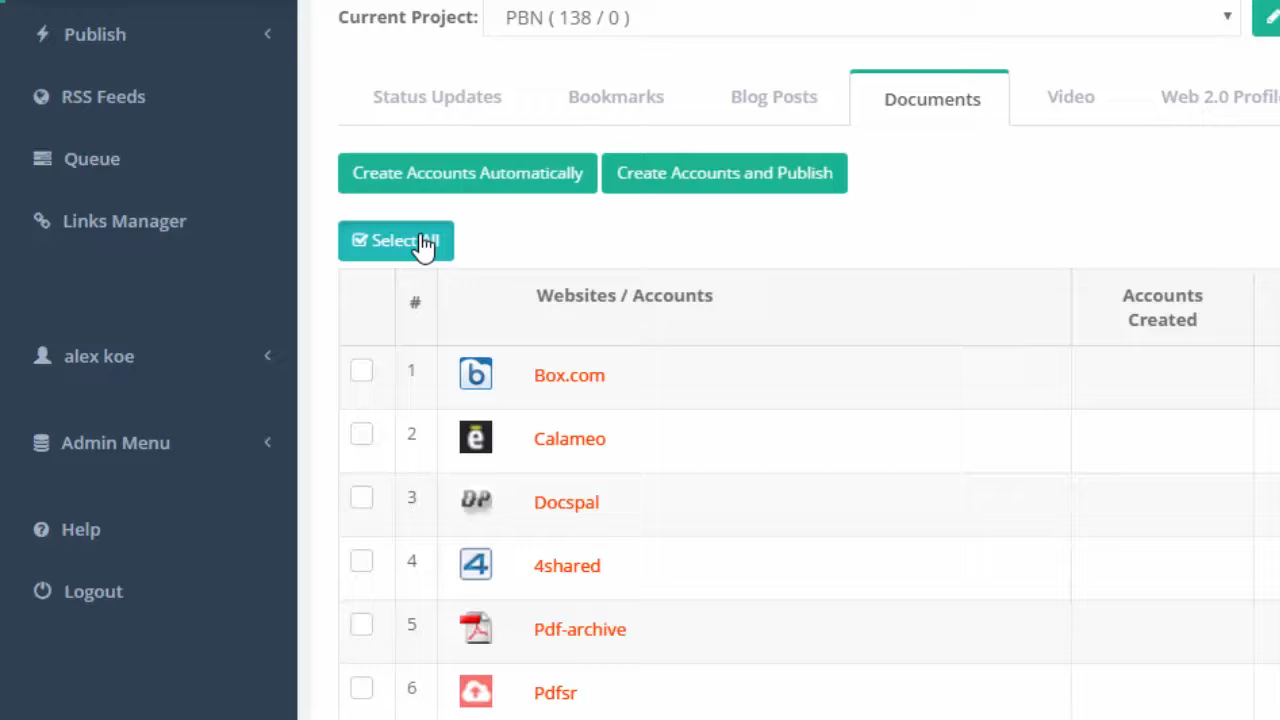 Publish
RSS Feeds
Queue
Links Manager
alex koe
Admin Menu
Help
Logout
Current Project: PBN ( 138 / 0 )
Status Updates Bookmarks Blog Posts Documents Video Web 2.0
Create Accounts Automatically Create Accounts and Publish
Select All
# Websites / Accounts Accounts
Created
1 Box.com
2 Calameo
3 DP Docspal
4 4shared
5 Pdf-archive
6 Pdfsr